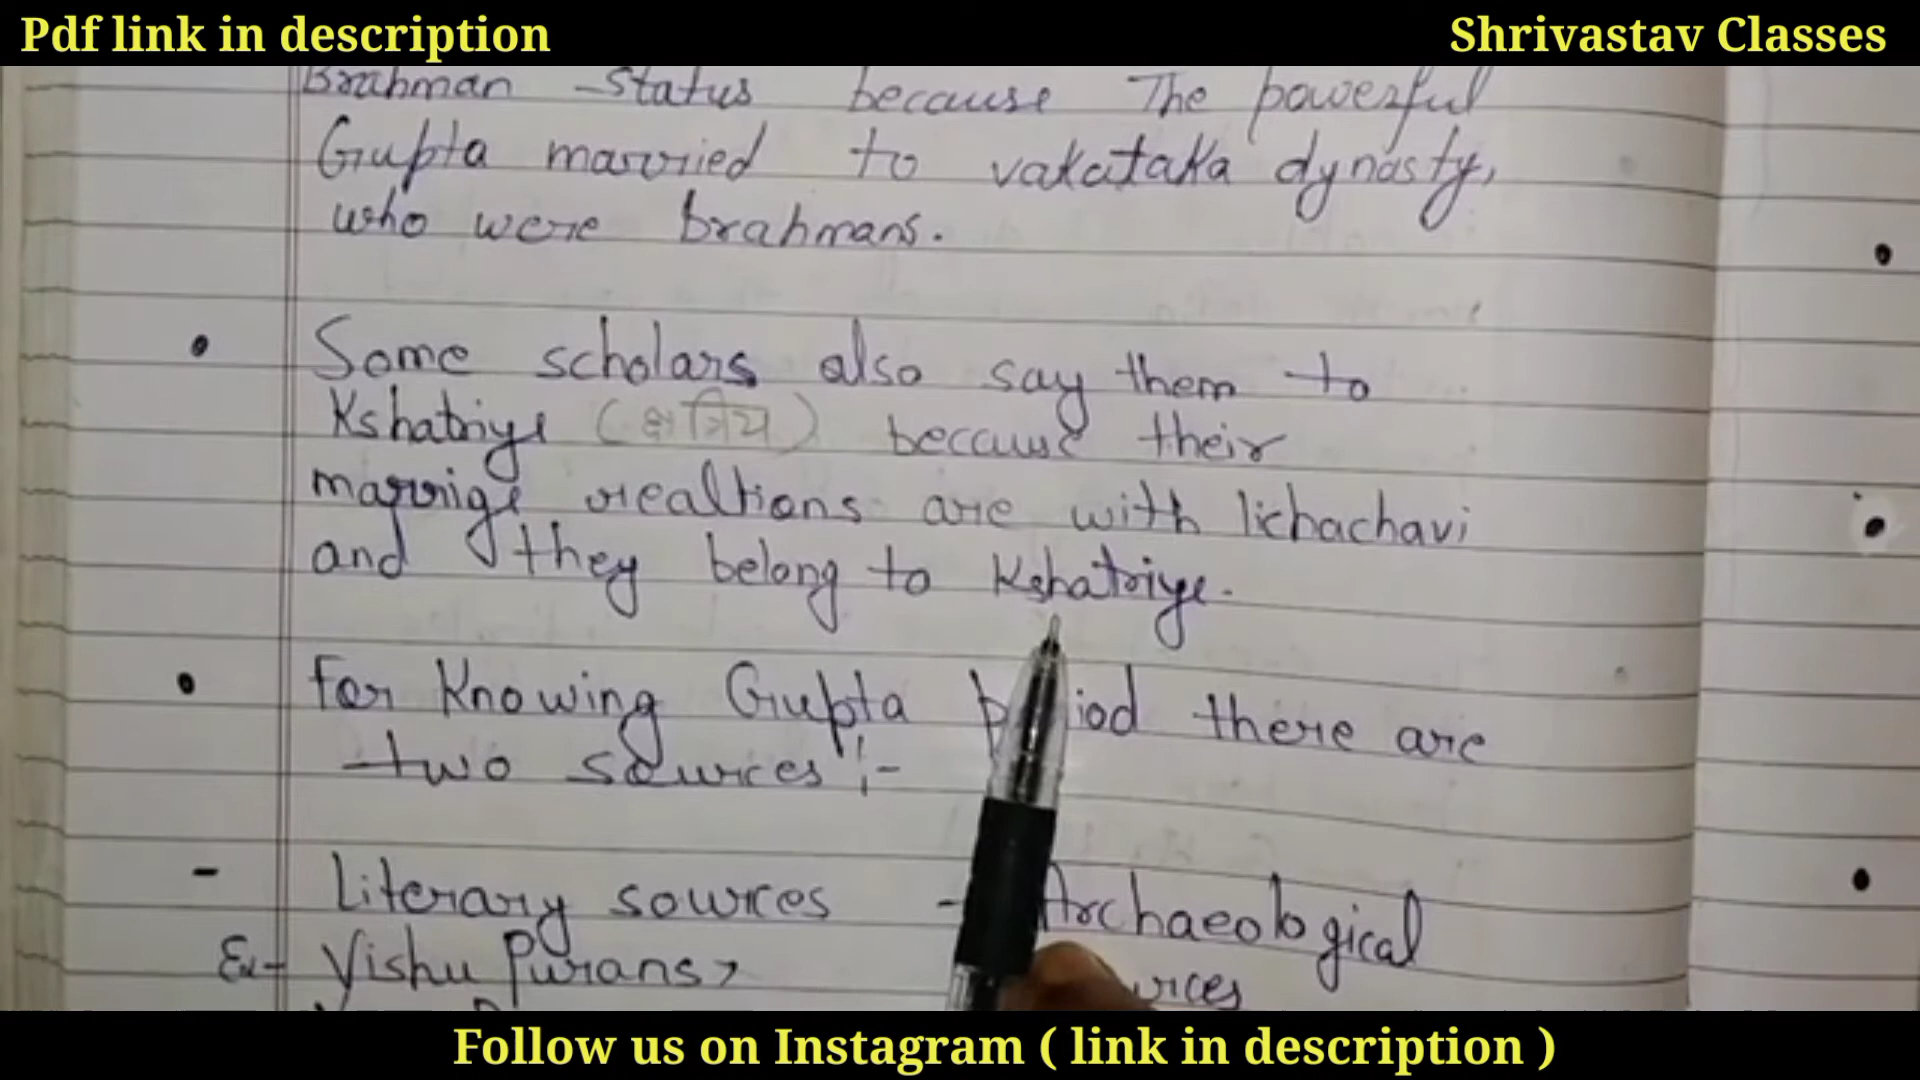 Pdf link in description
Shrivastav Classes
Brahman status because The powerful
Gupta married to vakataka dynasty,
who were brahmans.
Some scholars also say them to
Kshatriye (क्षत्रिय) because their
marrige realtions are with lichachavi
and they belong to Kshatriye.
for Knowing Gupta period there are
two sources :-
- Literary sources - Archaeological
Ex- Vishu Purans,
Follow us on Instagram ( link in description )